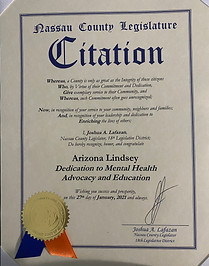 Nassau County Legislature
Citation
Whereas, a County is only as great as the Integrity of those citizens
Who, by Virtue of their Commitment and Dedication,
Give exemplary service to their Community, and
Whereas, such Commitment often goes unrecognized;
Now, in recognition of your service to your community, neighbors and families;
And, in recognition of your leadership and dedication to
Enriching the lives of others;
I, Joshua A. Lafazan,
Nassau County Legislator, 18th Legislative District,
Do hereby recognize, honor, and congratulate
Arizona Lindsey
Dedication to Mental Health
Advocacy and Education
Wishing you success and prosperity,
on this 27th day of January, 2021 and always.
Joshua A. Lafazan
Nassau County Legislator
18th Legislative District